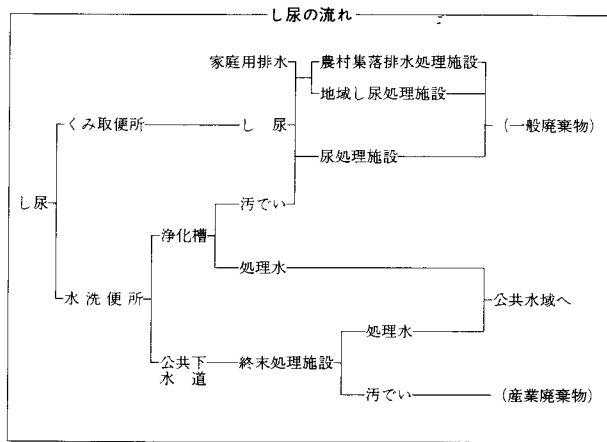 し尿の流れ
家庭用排水
農村集落排水処理施設
地域し尿処理施設
くみ取便所
し尿
(一般廃棄物)
尿処理施設
し尿
汚でい
浄化槽
処理水
水洗便所
公共水域へ
処理水
公共下水道
終末処理施設
汚でい
(産業廃棄物)